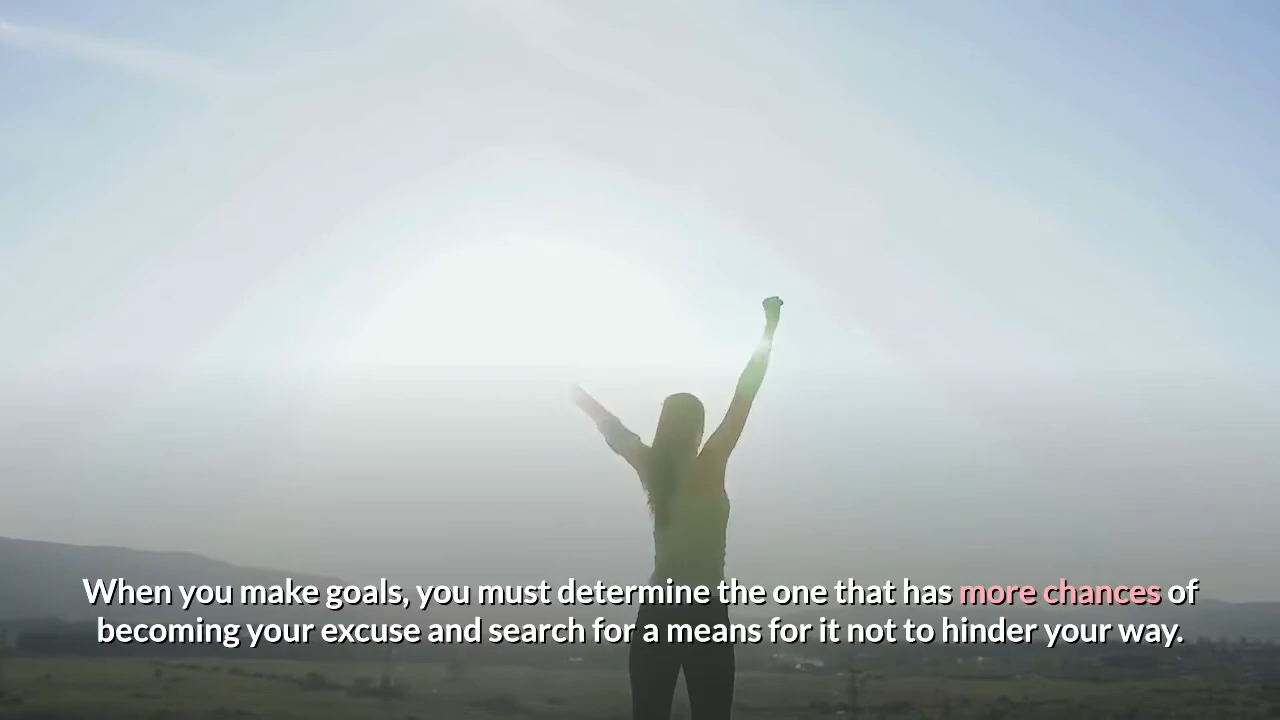 When you make goals, you must determine the one that has more chances of
becoming your excuse and search for a means for it not to hinder your way.